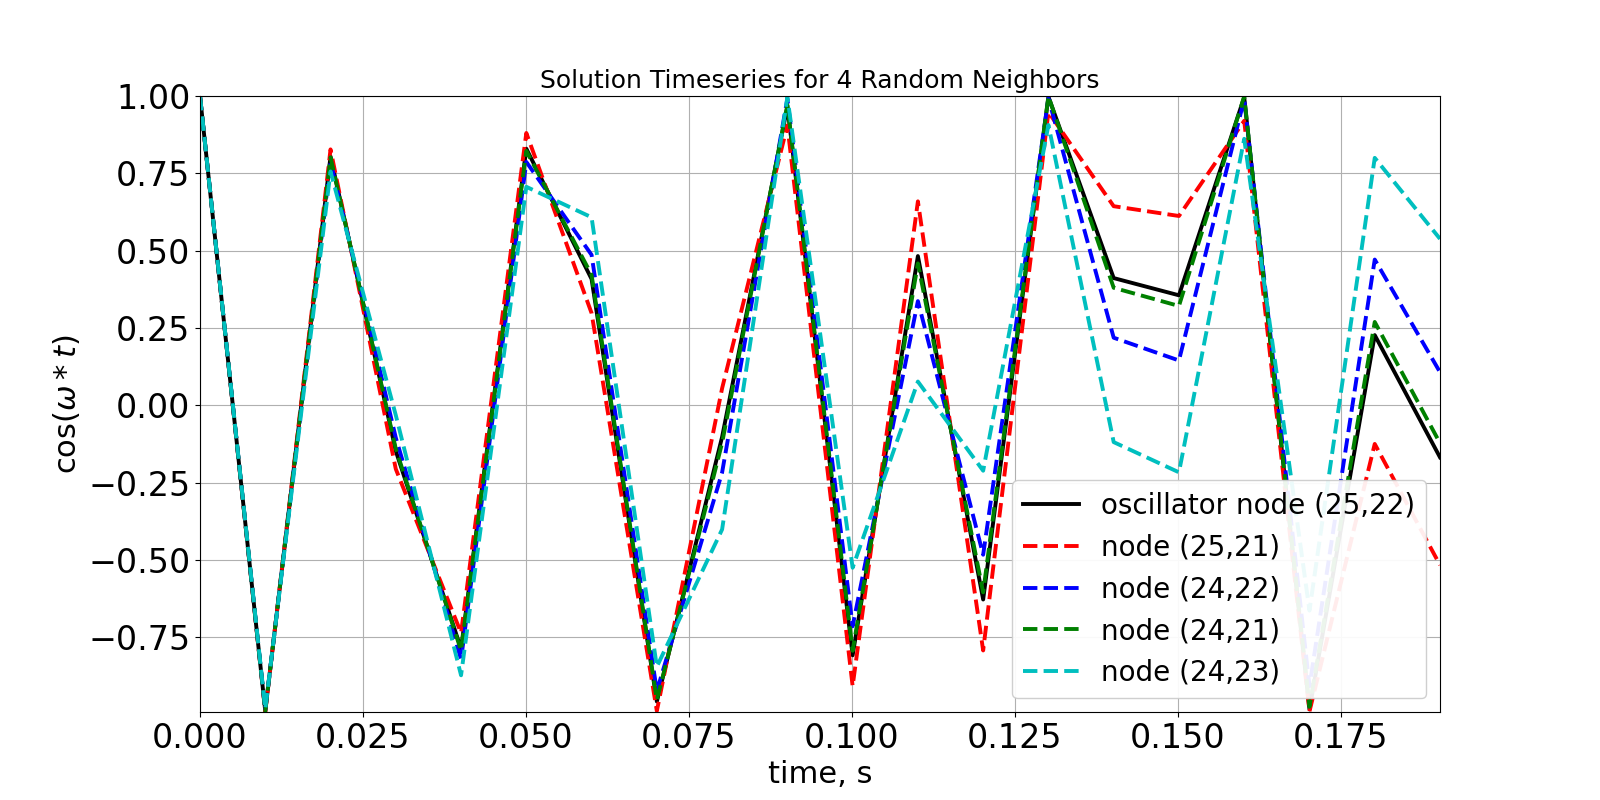 Solution Timeseries for 4 Random Neighbors
1.00
0.75
0.50
0.25
0.00
−0.25
−0.50
−0.75
cos(ω * t)
oscillator node (25,22)
node (25,21)
node (24,22)
node (24,21)
node (24,23)
0.000 0.025 0.050 0.075 0.100 0.125 0.150 0.175
time, s